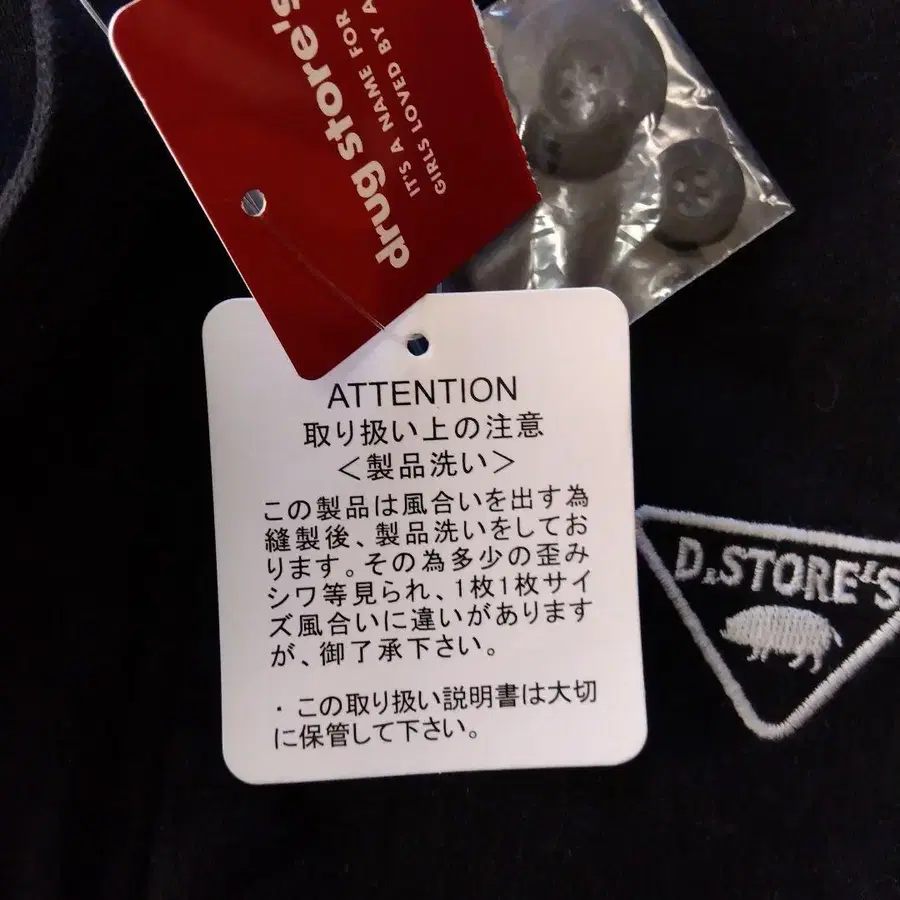 drug store's
IT'S A NAME FOR
GIRLS LOVED BY A
ATTENTION
取り扱い上の注意
＜製品洗い＞
この製品は風合いを出す為
縫製後、製品洗いをしてお
ります。その為多少の歪み
シワ等見られ、1枚1枚サイ
ズ風合いに違いがあります
が、御了承下さい。
・この取り扱い説明書は大切
に保管して下さい。
D.STORE'S